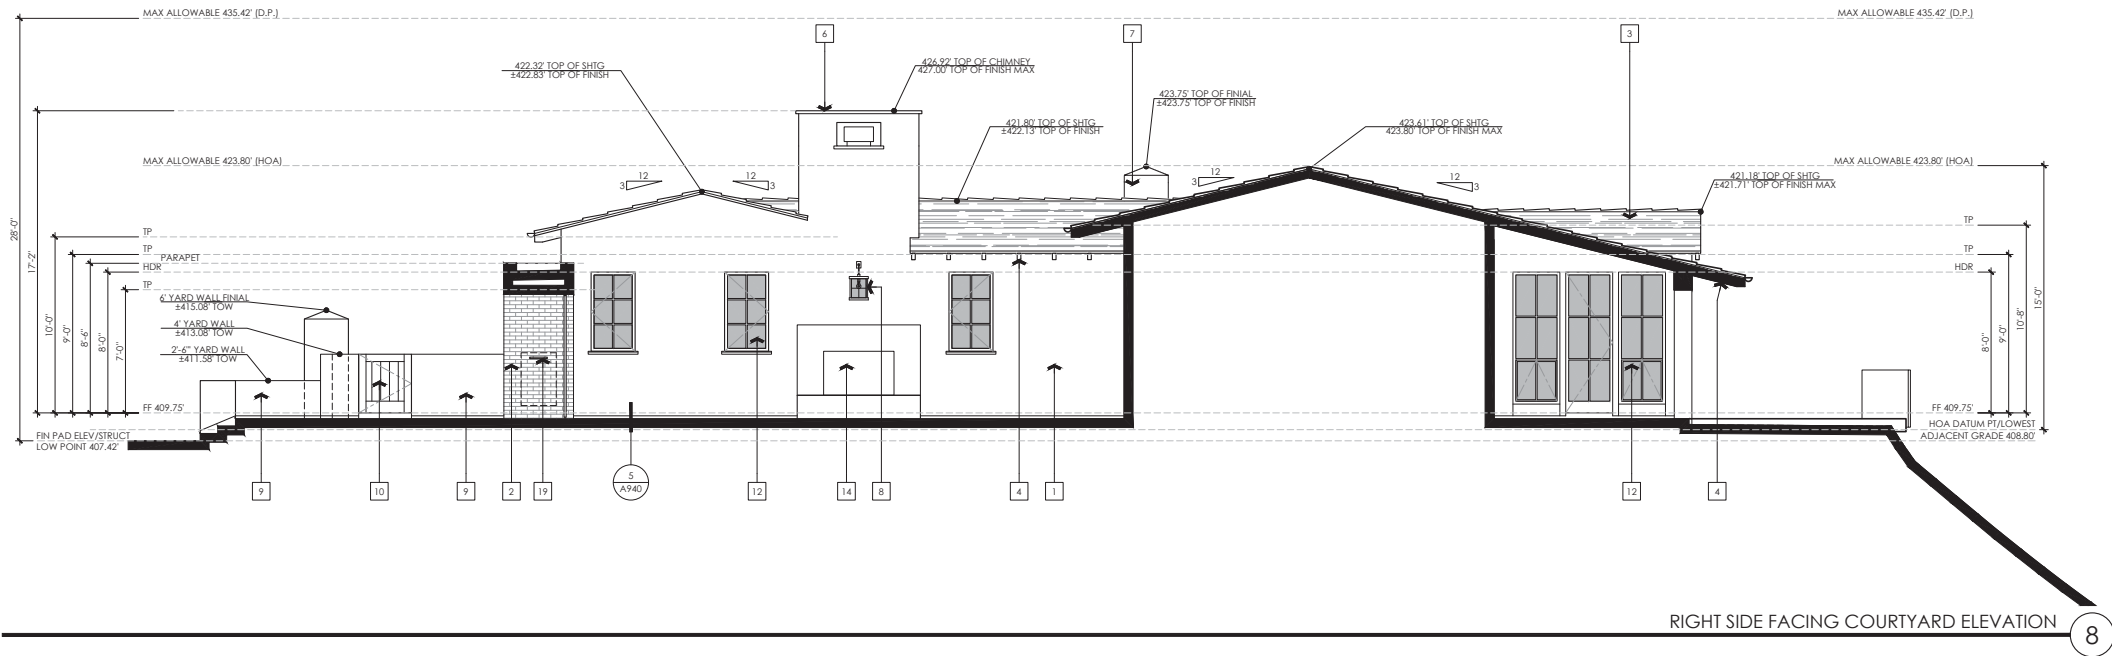 MAX ALLOWABLE 435.42' (D.P.)
MAX ALLOWABLE 435.42' (D.P.)
6
7
3
422.32' TOP OF SHTG
±422.83' TOP OF FINISH
426.92' TOP OF CHIMNEY
427.00' TOP OF FINISH MAX
423.75' TOP OF FINIAL
±423.75' TOP OF FINISH
421.80' TOP OF SHTG
±422.13' TOP OF FINISH
423.61' TOP OF SHTG
423.80' TOP OF FINISH MAX
MAX ALLOWABLE 423.80' (HOA)
MAX ALLOWABLE 423.80' (HOA)
12
3
12
3
12
3
12
3
421.18' TOP OF SHTG
±421.71' TOP OF FINISH MAX
28'-0"
17'-2"
10'-0"
9'-0"
8'-6"
8'-0"
7'-0"
TP
TP
PARAPET
HDR
TP
TP
TP
HDR
8'-0"
9'-0"
10'-8"
15'-0"
6' YARD WALL FINIAL
±415.08' TOW
4' YARD WALL
±413.08' TOW
2'-6" YARD WALL
±411.58' TOW
FF 409.75'
FF 409.75'
FIN PAD ELEV/STRUCT
LOW POINT 407.42'
HOA DATUM PT/LOWEST
ADJACENT GRADE 408.80'
9
10
9
2
19
5
A940
12
14
8
4
1
12
4
RIGHT SIDE FACING COURTYARD ELEVATION
8